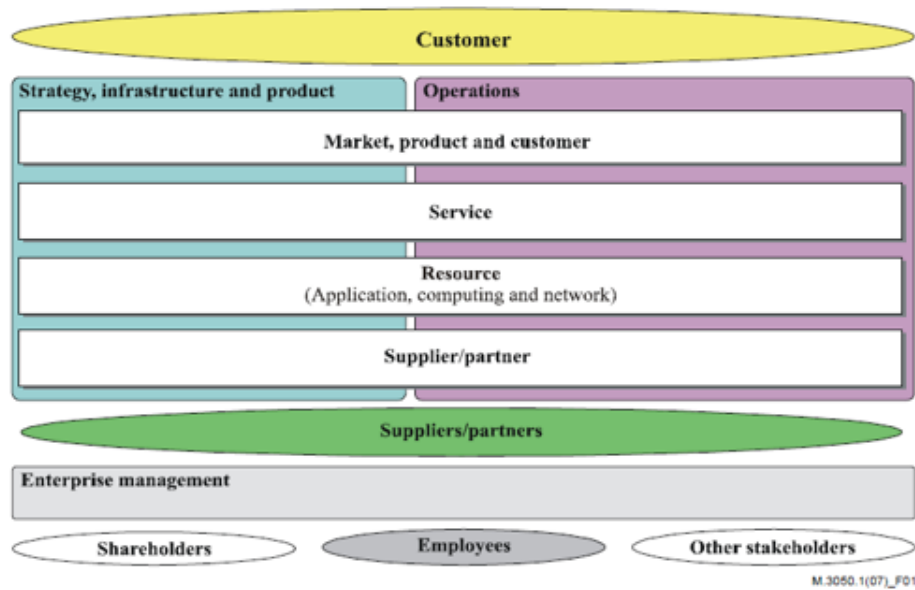 Customer
Strategy, infrastructure and product
Operations
Market, product and customer
Service
Resource
(Application, computing and network)
Supplier/partner
Suppliers/partners
Enterprise management
Shareholders
Employees
Other stakeholders
M.3050.1(07)_F01